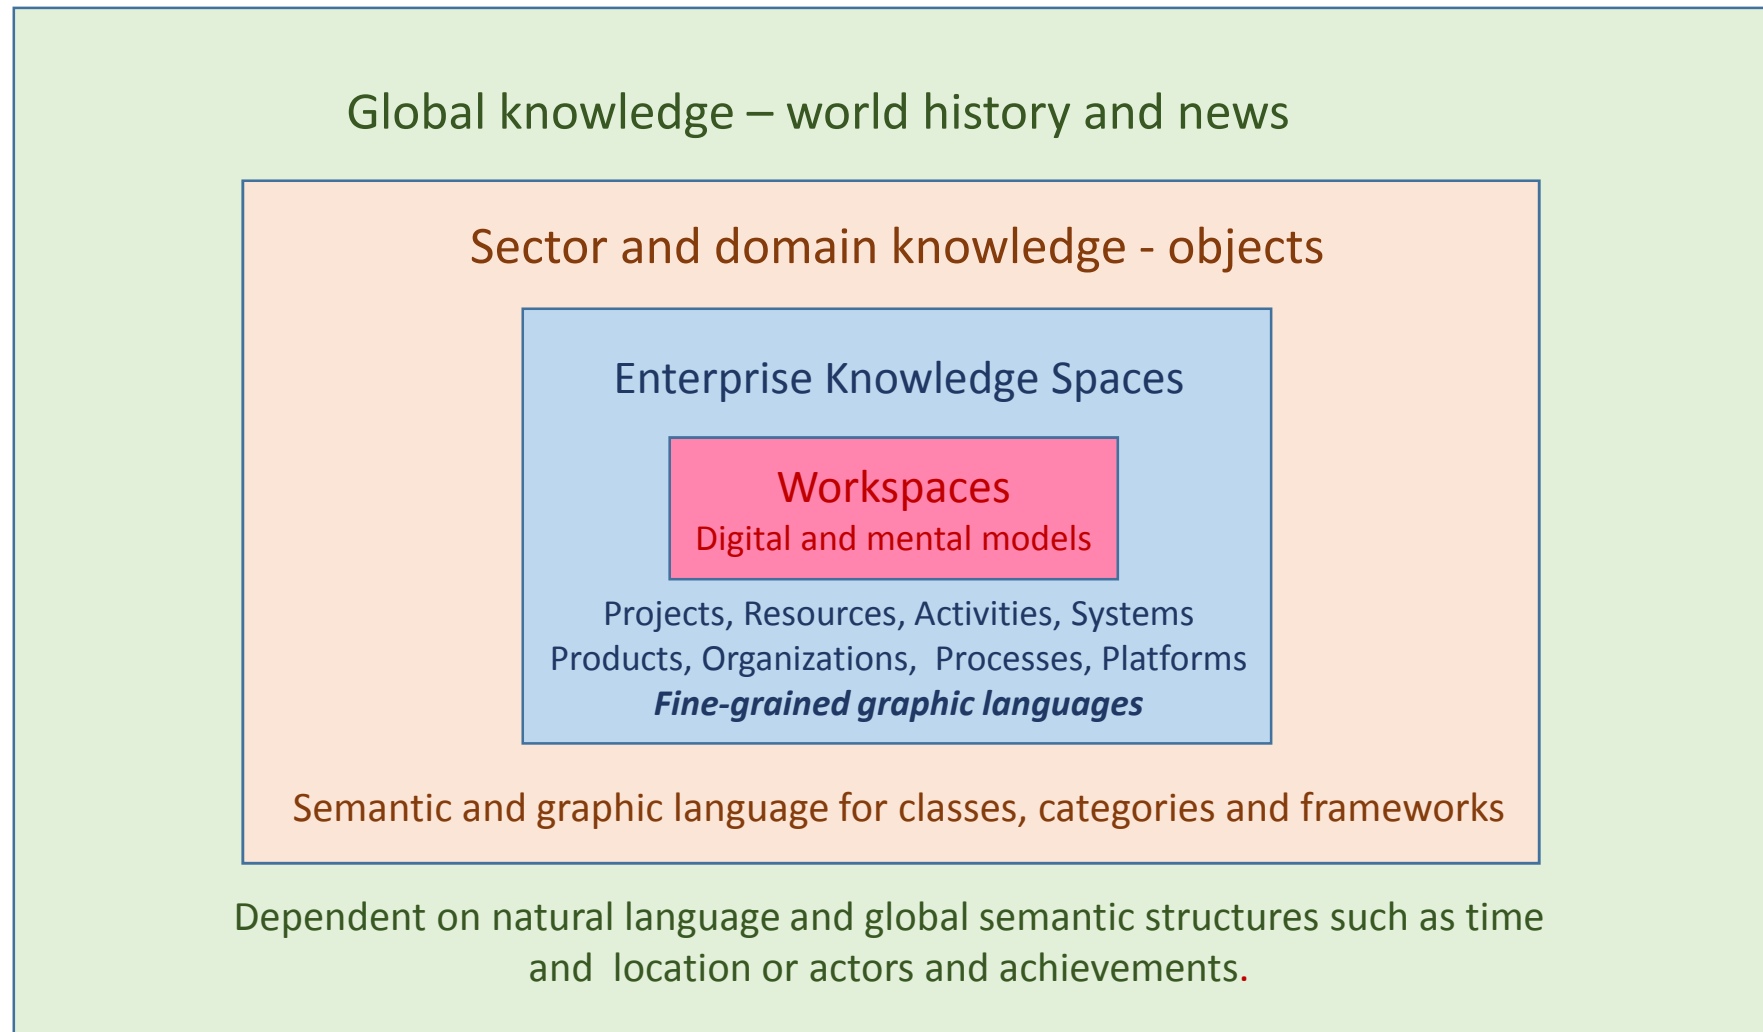 Global knowledge – world history and news
Sector and domain knowledge - objects
Enterprise Knowledge Spaces
Workspaces
Digital and mental models
Projects, Resources, Activities, Systems
Products, Organizations,  Processes, Platforms
Fine-grained graphic languages
Semantic and graphic language for classes, categories and frameworks
Dependent on natural language and global semantic structures such as time
and  location or actors and achievements.